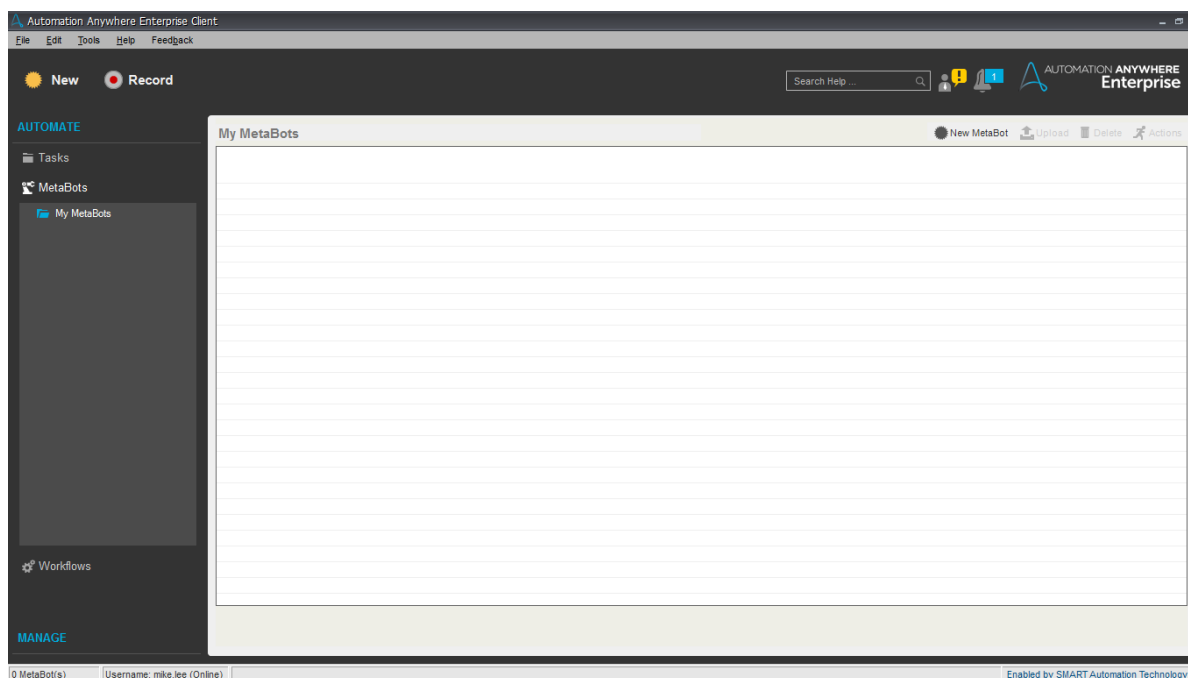 Automation Anywhere Enterprise Client
File Edit Tools Help Feedback
New Record
Search Help ...
!
1
AUTOMATION ANYWHERE
Enterprise
AUTOMATE
My MetaBots
New MetaBot Upload Delete Actions
Tasks
MetaBots
My MetaBots
Workflows
MANAGE
0 MetaBot(s) Username: mike.lee (Online) Enabled by SMART Automation Technology